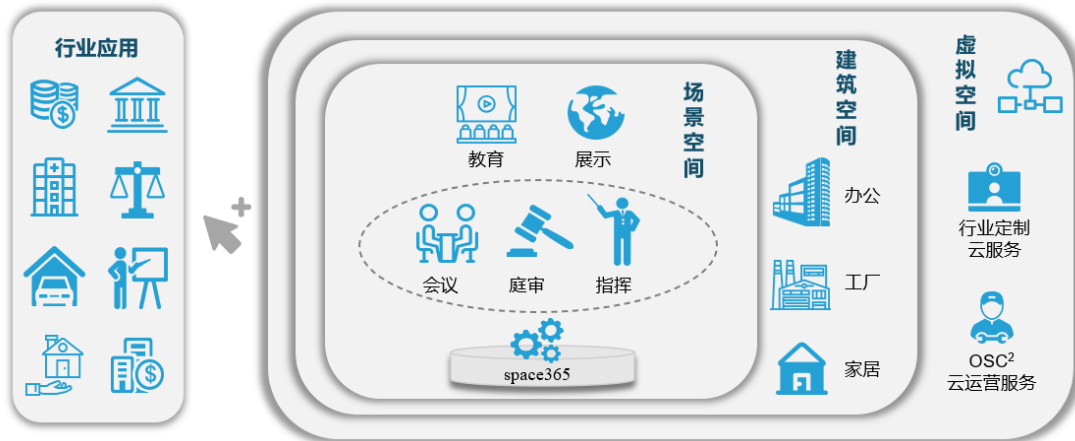 行业应用
教育
展示
会议
庭审
指挥
space365
场景空间
建筑空间
办公
工厂
家居
虚拟空间
行业定制
云服务
OSC²
云运营服务